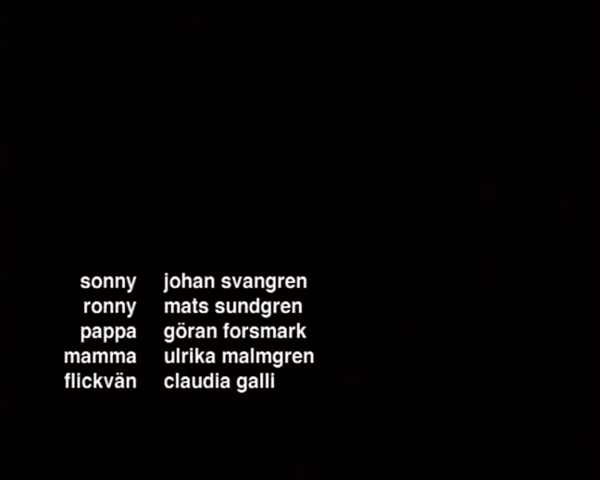 sonny johan svangren
ronny mats sundgren
pappa göran forsmark
mamma ulrika malmgren
flickvän claudia galli